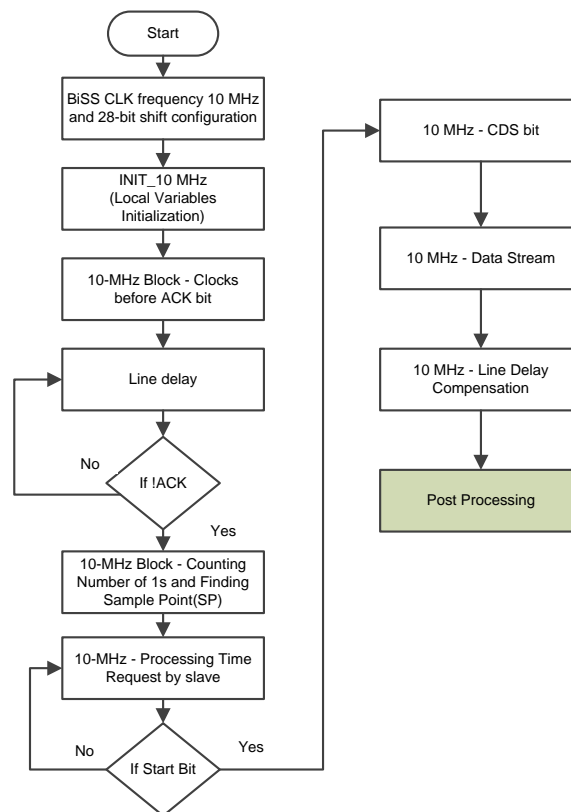 Start
BiSS CLK frequency 10 MHz
and 28-bit shift configuration
INIT_10 MHz
(Local Variables
Initialization)
10-MHz Block - Clocks
before ACK bit
Line delay
No
If !ACK
Yes
10-MHz Block - Counting
Number of 1s and Finding
Sample Point(SP)
10-MHz - Processing Time
Request by slave
No
If Start Bit
Yes
10 MHz - CDS bit
10 MHz - Data Stream
10 MHz - Line Delay
Compensation
Post Processing